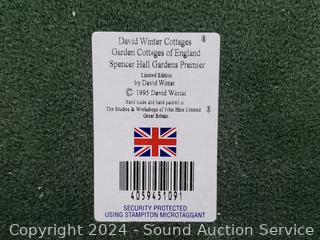 David Winter Cottages ®
Garden Cottages of England
Spencer Hall Gardens Premier
Limited Edition
by David Winter
© 1995 David Winter
Hand made and hand painted at
The Studios & Workshops of John Hine Limited ®
Great Britain
4059451091
SECURITY PROTECTED
USING STAMPITON MICROTAGGANT
Copyright 2024 - Sound Auction Service